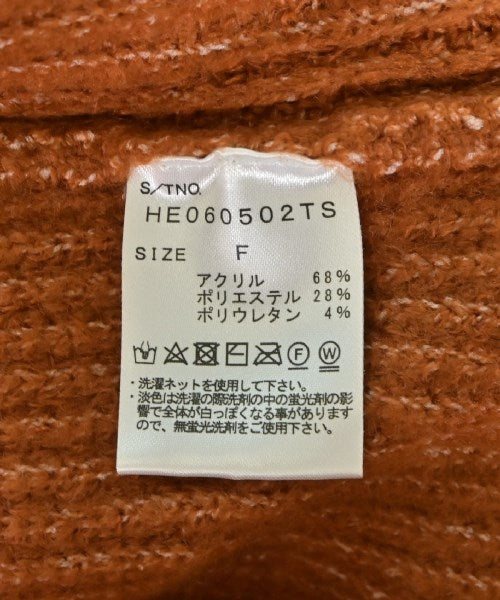 S/TNO.
HE060502TS
SIZE F
アクリル 68%
ポリエステル 28%
ポリウレタン 4%
F W
・洗濯ネットを使用して下さい。
・淡色は洗濯の際洗剤の中の蛍光剤の影
響で全体が白っぽくなる事があります
ので、無蛍光洗剤をお使い下さい。